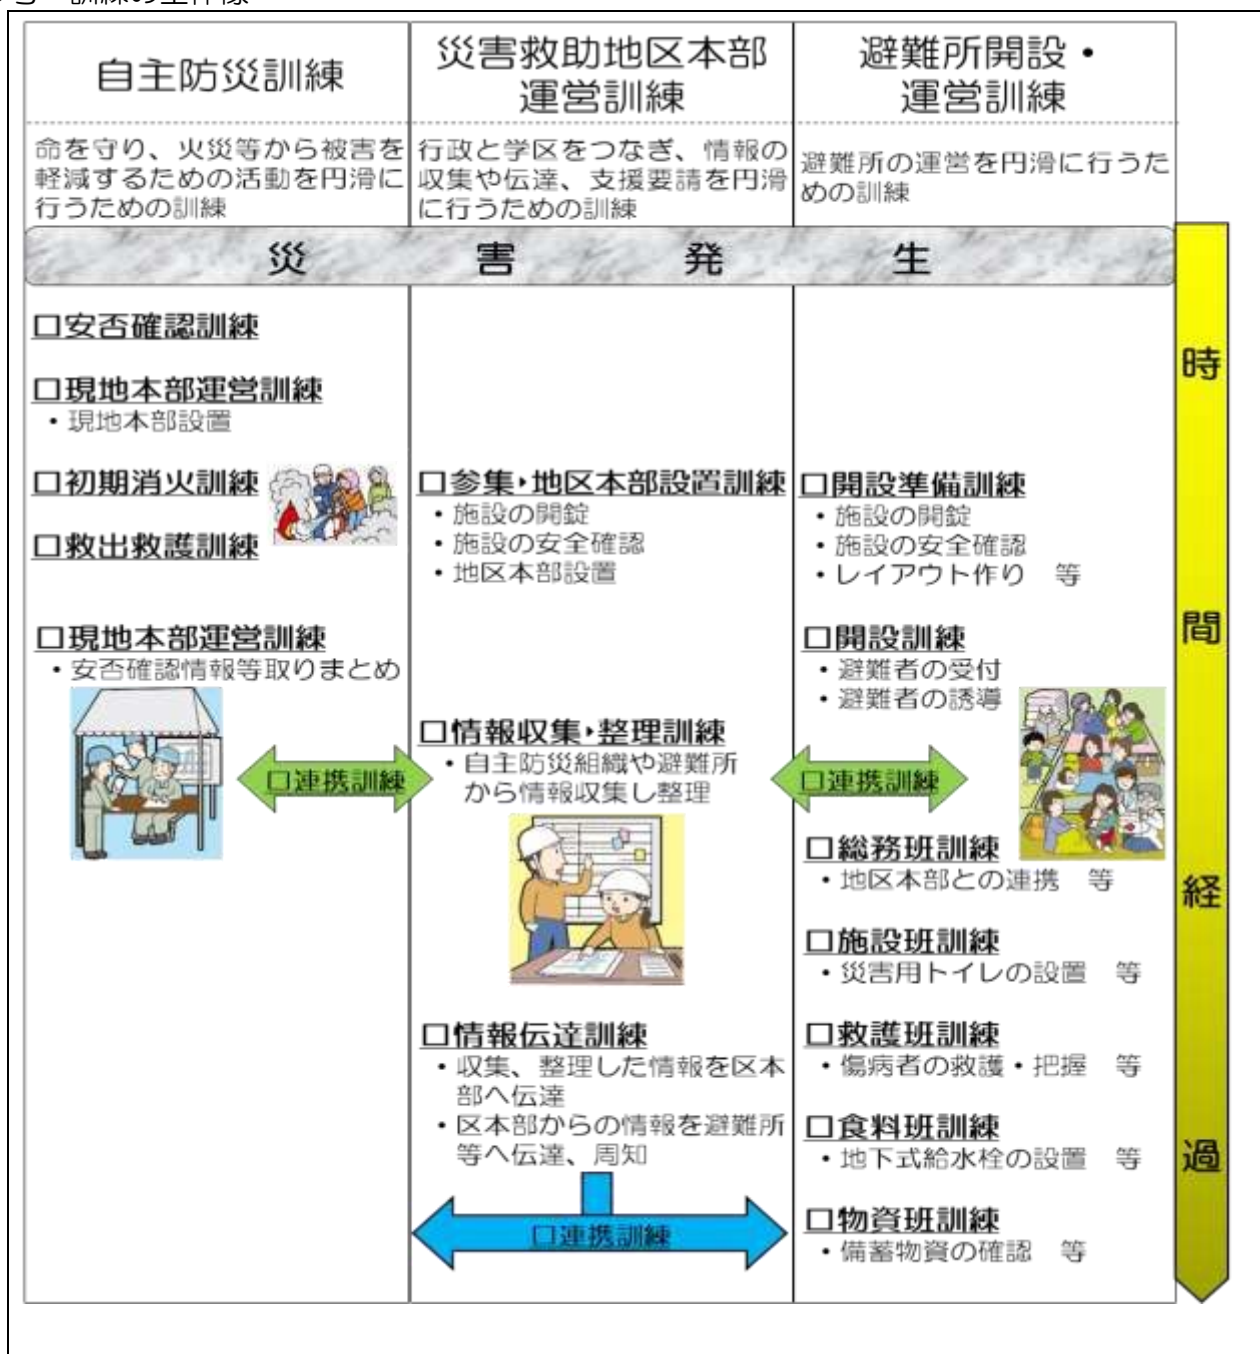 訓練の全体像
自主防災訓練
命を守り、火災等から被害を
軽減するための活動を円滑に
行うための訓練
災害救助地区本部
運営訓練
行政と学区をつなぎ、情報の
収集や伝達、支援要請を円滑
に行うための訓練
避難所開設・
運営訓練
避難所の運営を円滑に行うた
めの訓練
災害発生
□安否確認訓練
□現地本部運営訓練
・現地本部設置
□初期消火訓練
□救出救護訓練
□現地本部運営訓練
・安否確認情報等取りまとめ
□連携訓練
□参集・地区本部設置訓練
・施設の開錠
・施設の安全確認
・地区本部設置
□情報収集・整理訓練
・自主防災組織や避難所
から情報収集し整理
□情報伝達訓練
・収集、整理した情報を区本
部へ伝達
・区本部からの情報を避難所
等へ伝達、周知
□連携訓練
□開設準備訓練
・施設の開錠
・施設の安全確認
・レイアウト作り 等
□開設訓練
・避難者の受付
・避難者の誘導
□連携訓練
□総務班訓練
・地区本部との連携 等
□施設班訓練
・災害用トイレの設置 等
□救護班訓練
・傷病者の救護・把握 等
□食料班訓練
・地下式給水栓の設置 等
□物資班訓練
・備蓄物資の確認 等
時間経過